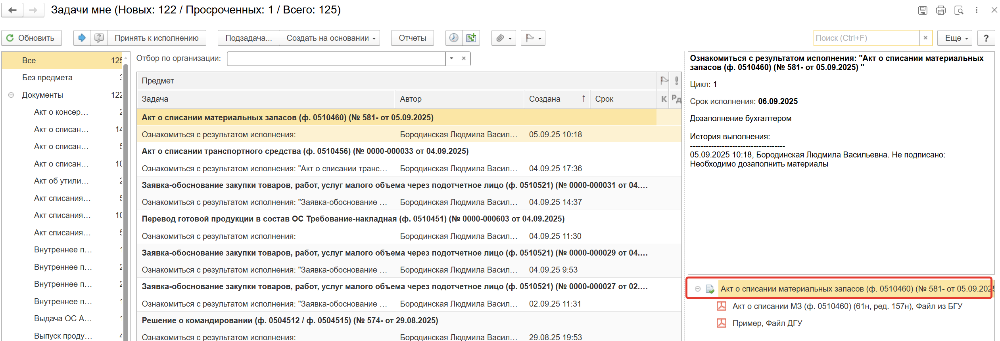 Задачи мне (Новых: 122 / Просроченных: 1 / Всего: 125)
Обновить
Принять к исполнению
Подзадача...
Создать на основании
Отчеты
Поиск (Ctrl+F)
×
Еще
?
Все 125
Без предмета
Документы 122
Акт о консер...
Акт о списан... 14
Акт о списан...
Акт о списан... 10
Акт об утили...
Акт списания...
Акт списания... 10
Акт списания...
Внутреннее п...
Внутреннее п...
Внутреннее п...
Внутреннее п...
Выдача ОС А...
Выпуск проду...
Отбор по организации:
×
Предмет
Задача Автор Создана ↑ Срок К РД
Акт о списании материальных запасов (ф. 0510460) (№ 581- от 05.09.2025)
Ознакомиться с результатом исполнения: Бородинская Людмила Васил... 05.09.25 10:18
Акт о списании транспортного средства (ф. 0510456) (№ 0000-000033 от 04.09.2025)
Ознакомиться с результатом исполнения: "Акт о списании транс... Бородинская Людмила Васил... 04.09.25 17:36
Заявка-обоснование закупки товаров, работ, услуг малого объема через подотчетное лицо (ф. 0510521) (№ 0000-000031 от 04....
Ознакомиться с результатом исполнения: "Заявка-обоснование ... Бородинская Людмила Васил... 04.09.25 14:37
Перевод готовой продукции в состав ОС Требование-накладная (ф. 0510451) (№ 0000-000603 от 04.09.2025)
Ознакомиться с результатом исполнения: Бородинская Людмила Васил... 04.09.25 11:30
Заявка-обоснование закупки товаров, работ, услуг малого объема через подотчетное лицо (ф. 0510521) (№ 0000-000029 от 04....
Ознакомиться с результатом исполнения: "Заявка-обоснование ... Бородинская Людмила Васил... 04.09.25 9:53
Заявка-обоснование закупки товаров, работ, услуг малого объема через подотчетное лицо (ф. 0510521) (№ 0000-000027 от 02....
Ознакомиться с результатом исполнения: "Заявка-обоснование ... Бородинская Людмила Васил... 02.09.25 11:31
Решение о командировании (ф. 0504512 / ф. 0504515) (№ 574- от 29.08.2025)
Ознакомиться с результатом исполнения: Бородинская Людмила Васил... 29.08.25 19:53
Ознакомиться с результатом исполнения: "Акт о списании материальных
запасов (ф. 0510460) (№ 581- от 05.09.2025) "
Цикл: 1
Срок исполнения: 06.09.2025
Дозаполнение бухгалтером
История выполнения:
------------------------------------
05.09.2025 10:18, Бородинская Людмила Васильевна. Не подписано:
Необходимо дозаполнить материалы
Акт о списании материальных запасов (ф. 0510460) (№ 581- от 05.09.2025
Акт о списании МЗ (ф. 0510460) (61н, ред. 157н), Файл из БГУ
Пример, Файл ДГУ